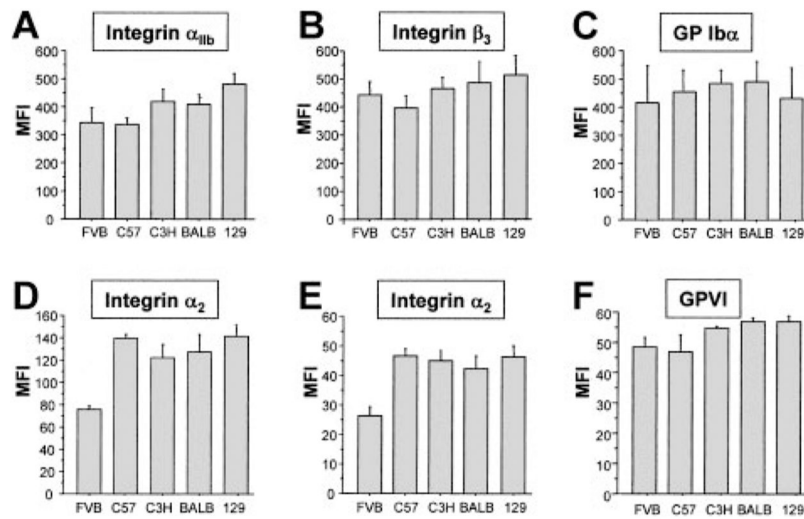 A
Integrin αIIb
MFI
600
500
400
300
200
100
0
FVB C57 C3H BALB 129
B
Integrin β3
MFI
600
500
400
300
200
100
0
FVB C57 C3H BALB 129
C
GP Ibα
MFI
600
500
400
300
200
100
0
FVB C57 C3H BALB 129
D
Integrin α2
MFI
160
140
120
100
80
60
40
20
0
FVB C57 C3H BALB 129
E
Integrin α2
MFI
60
50
40
30
20
10
0
FVB C57 C3H BALB 129
F
GPVI
MFI
60
50
40
30
20
10
0
FVB C57 C3H BALB 129